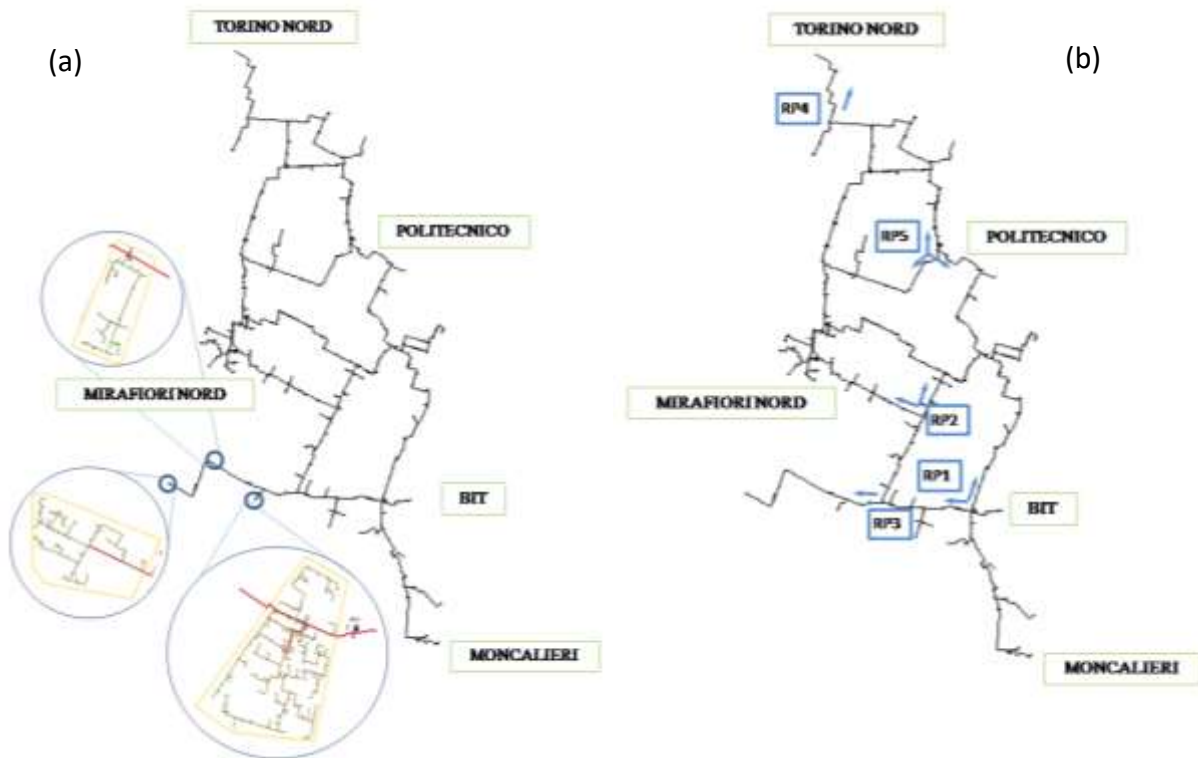 (a)
TORINO NORD
POLITECNICO
MIRAFIORI NORD
BIT
MONCALIERI
(b)
TORINO NORD
RP4
RP5
POLITECNICO
MIRAFIORI NORD
RP2
RP1
BIT
RP3
MONCALIERI